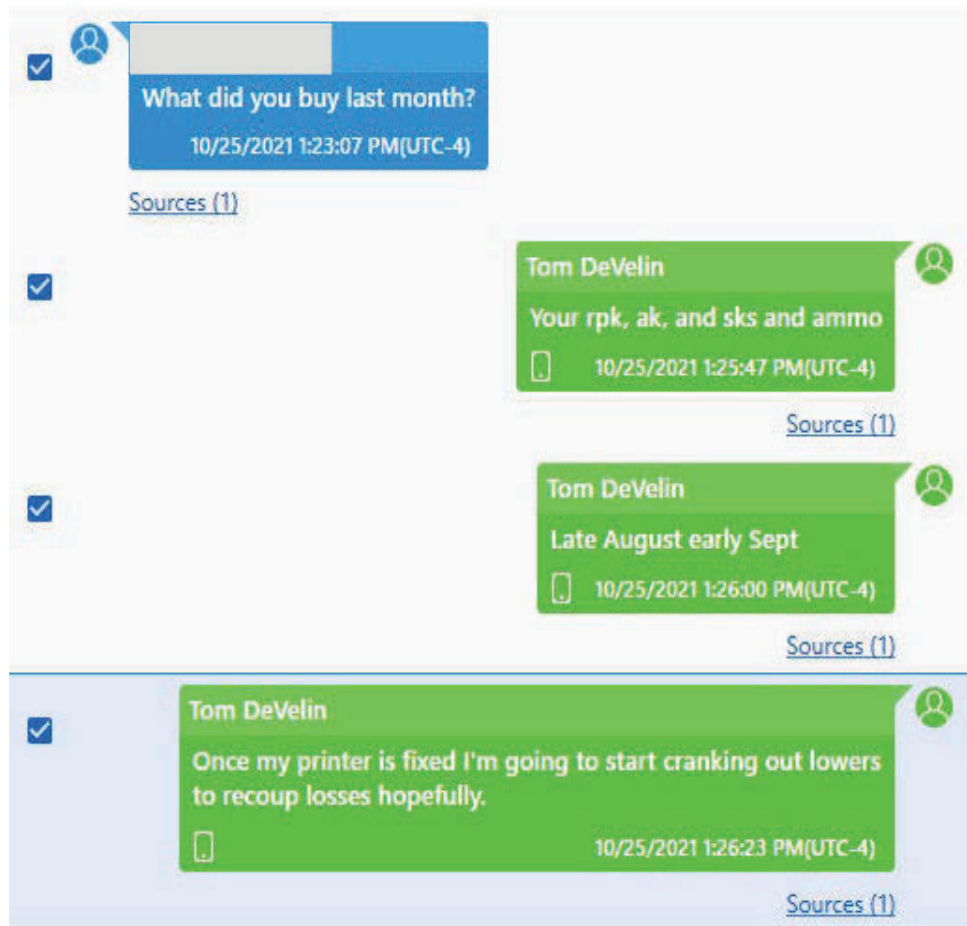 What did you buy last month?
10/25/2021 1:23:07 PM(UTC-4)
Sources (1)
Tom DeVelin
Your rpk, ak, and sks and ammo
10/25/2021 1:25:47 PM(UTC-4)
Sources (1)
Tom DeVelin
Late August early Sept
10/25/2021 1:26:00 PM(UTC-4)
Sources (1)
Tom DeVelin
Once my printer is fixed I'm going to start cranking out lowers
to recoup losses hopefully.
10/25/2021 1:26:23 PM(UTC-4)
Sources (1)